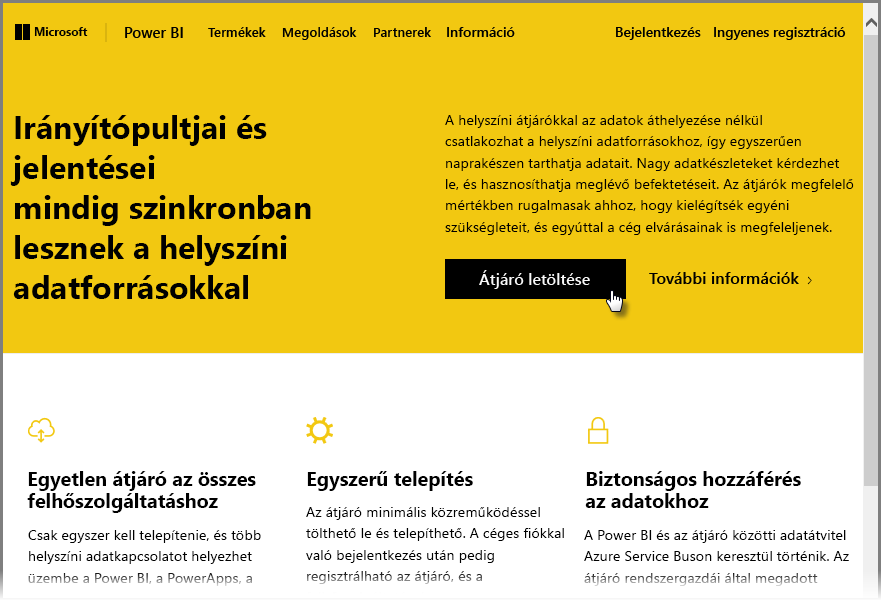 Microsoft Power BI Termékek Megoldások Partnerek Információ Bejelentkezés Ingyenes regisztráció
Irányítópultjai és
jelentései
mindig szinkronban
lesznek a helyszíni
adatforrásokkal
A helyszíni átjárókkal az adatok áthelyezése nélkül
csatlakozhat a helyszíni adatforrásokhoz, így egyszerűen
naprakészen tarthatja adatait. Nagy adatkészleteket kérdezhet
le, és hasznosíthatja meglévő befektetéseit. Az átjárók megfelelő
mértékben rugalmasak ahhoz, hogy kielégítsék egyéni
szükségleteit, és egyúttal a cég elvárásainak is megfeleljenek.
Átjáró letöltése
További információk
Egyetlen átjáró az összes
felhőszolgáltatáshoz
Csak egyszer kell telepítenie, és több
helyszíni adatkapcsolatot helyezhet
üzembe a Power BI, a PowerApps, a
Egyszerű telepítés
Az átjáró minimális közreműködéssel
tölthető le és telepíthető. A céges fiókkal
való bejelentkezés után pedig
regisztrálható az átjáró, és a
Biztonságos hozzáférés
az adatokhoz
A Power BI és az átjáró közötti adatátvitel
Azure Service Buson keresztül történik. Az
átjáró rendszergazdái által megadott